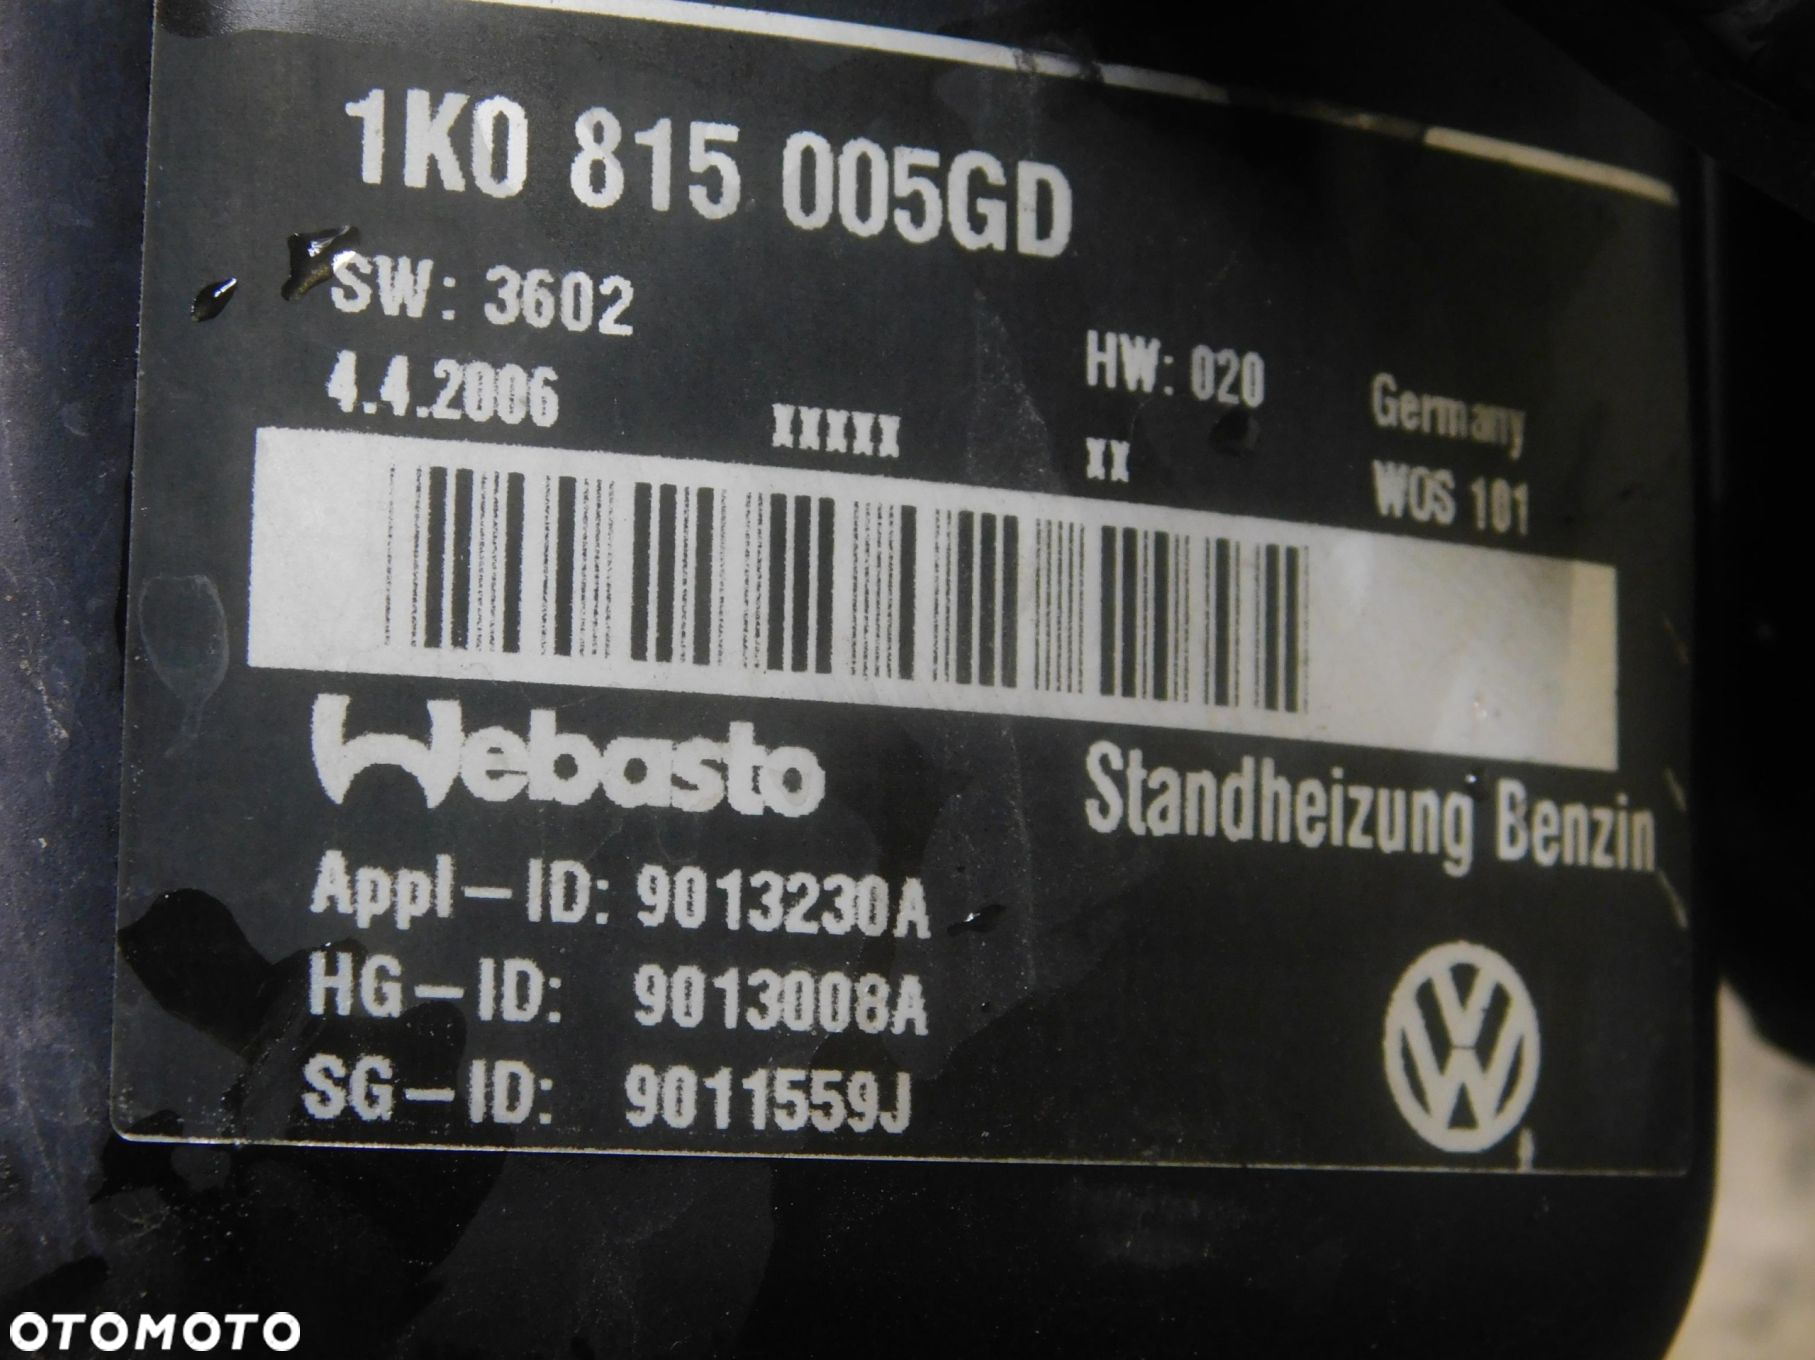 1K0 815 005GD
SW: 3602
HW: 020
Germany
4.4.2006
xxxxx
xx
WOS 101
Webasto
Standheizung Benzin
Appl-ID: 9013230A
HG-ID: 9013008A
SG-ID: 9011559J
OTOMOTO